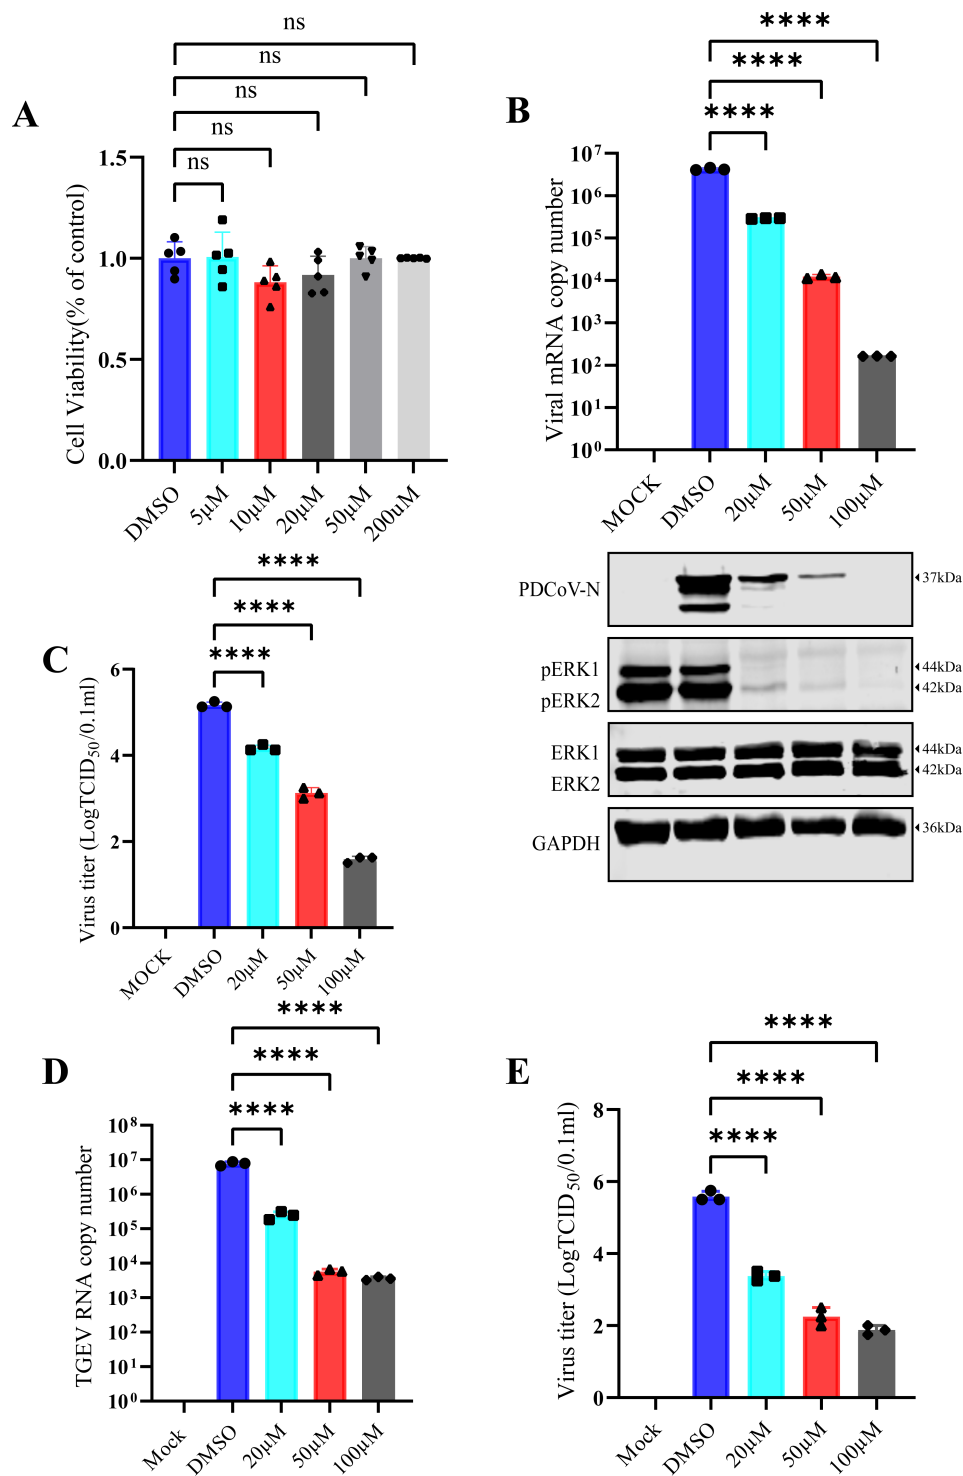 A
ns
ns
ns
ns
ns
Cell Viability(% of control)
1.5
1.0
0.5
0.0
DMSO
5μM
10μM
20μM
50μM
200uM
B
****
****
****
Viral mRNA copy number
10⁷
10⁶
10⁵
10⁴
10²
10¹
10⁰
MOCK
DMSO
20μM
50μM
100μM
PDCoV-N
37kDa
pERK1
44kDa
pERK2
42kDa
ERK1
44kDa
ERK2
42kDa
GAPDH
36kDa
C
****
****
****
Virus titer (LogTCID₅₀/0.1ml)
6
4
2
0
MOCK
DMSO
20μM
50μM
100μM
D
****
****
****
TGEV RNA copy number
10⁸
10⁷
10⁶
10⁵
10⁴
10³
10²
10¹
10⁰
Mock
DMSO
20μM
50μM
100μM
E
****
****
****
Virus titer (LogTCID₅₀/0.1ml)
8
6
4
2
0
Mock
DMSO
20μM
50μM
100μM